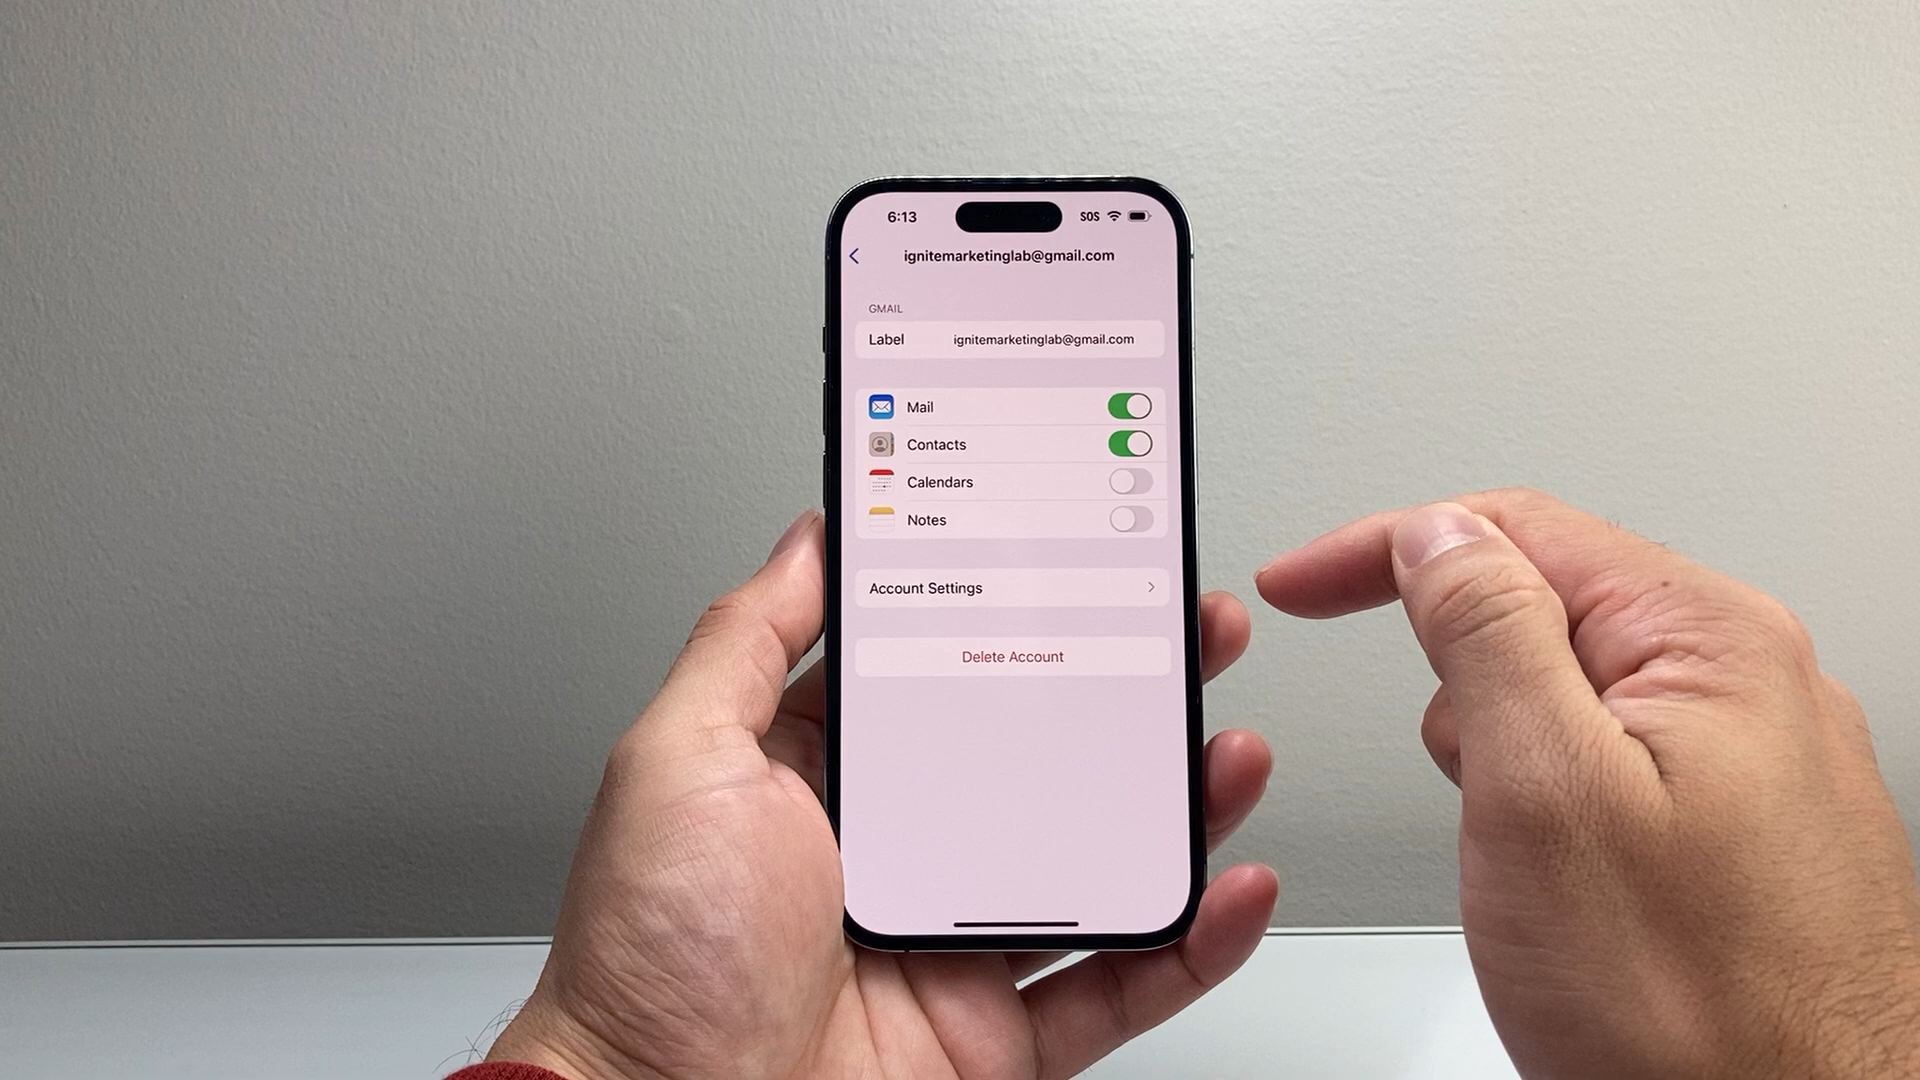 6:13
SOS
ignitemarketinglab@gmail.com
GMAIL
Label ignitemarketinglab@gmail.com
Mail
Contacts
Calendars
Notes
Account Settings
Delete Account